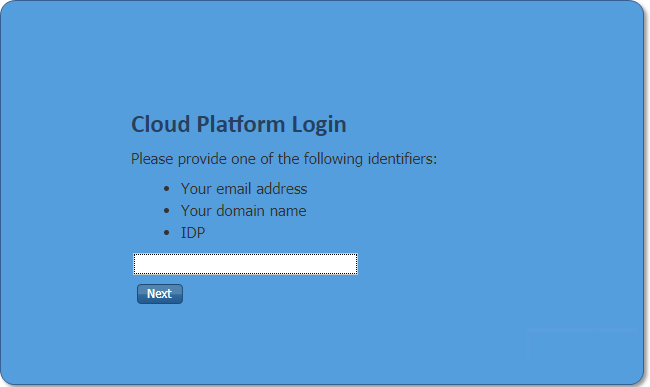 Cloud Platform Login
Please provide one of the following identifiers:
• Your email address
• Your domain name
• IDP
Next